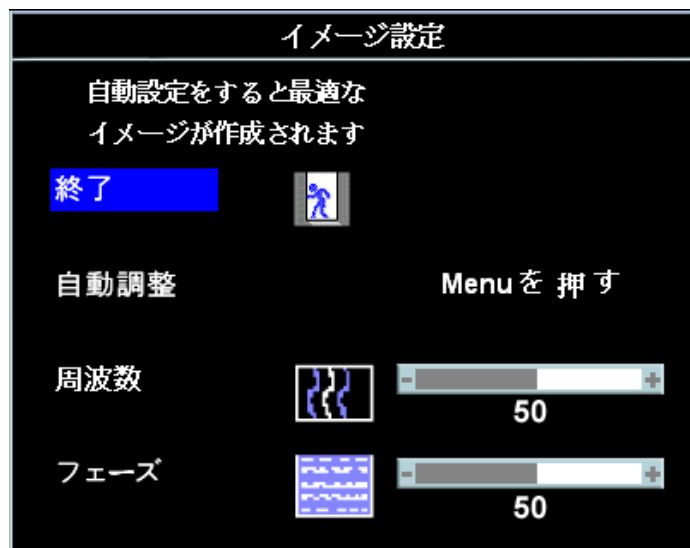 イメージ設定
自動設定をすると最適な
イメージが作成されます
終了
自動調整 Menuを押す
周波数 - +
50
フェーズ - +
50